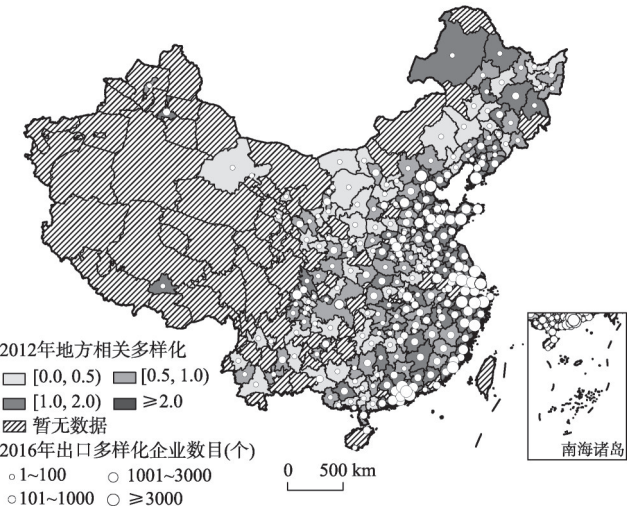 2012年地方相关多样化
[0.0, 0.5) [0.5, 1.0)
[1.0, 2.0) ≥2.0
暂无数据
2016年出口多样化企业数目(个)
1~100 1001~3000
101~1000 ≥3000
0 500 km
南海诸岛